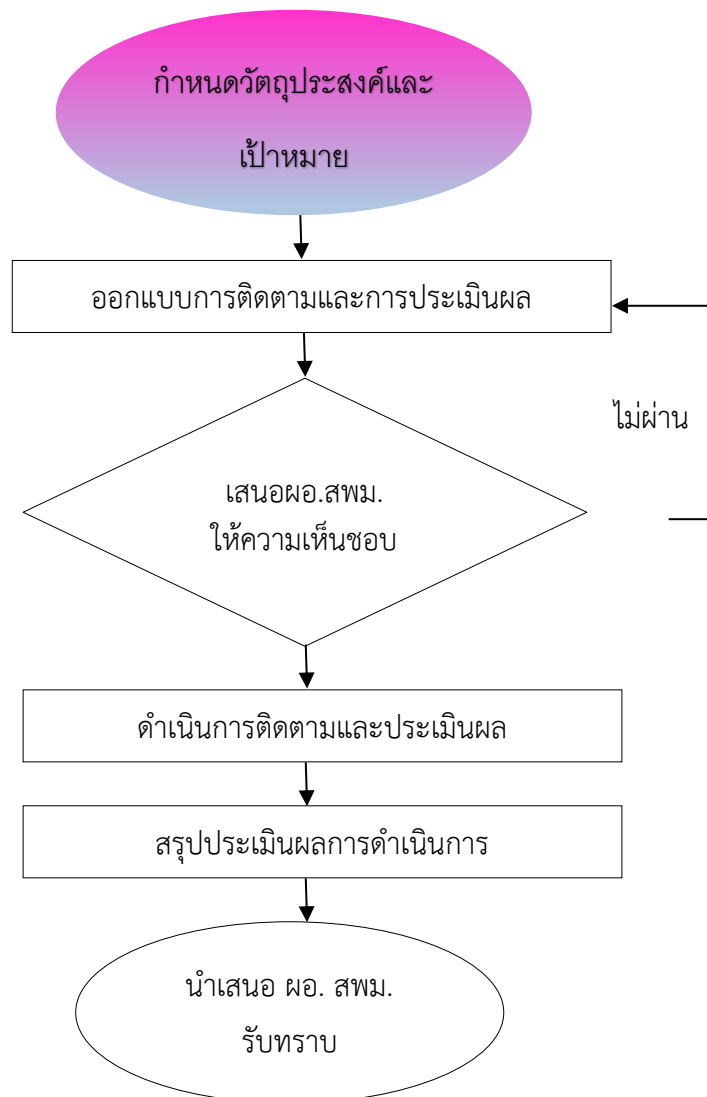 กำหนดวัตถุประสงค์และ
เป้าหมาย
ออกแบบการติดตามและการประเมินผล
ไม่ผ่าน
เสนอผอ.สพม.
ให้ความเห็นชอบ
ดำเนินการติดตามและประเมินผล
สรุปประเมินผลการดำเนินการ
นำเสนอ ผอ. สพม.
รับทราบ